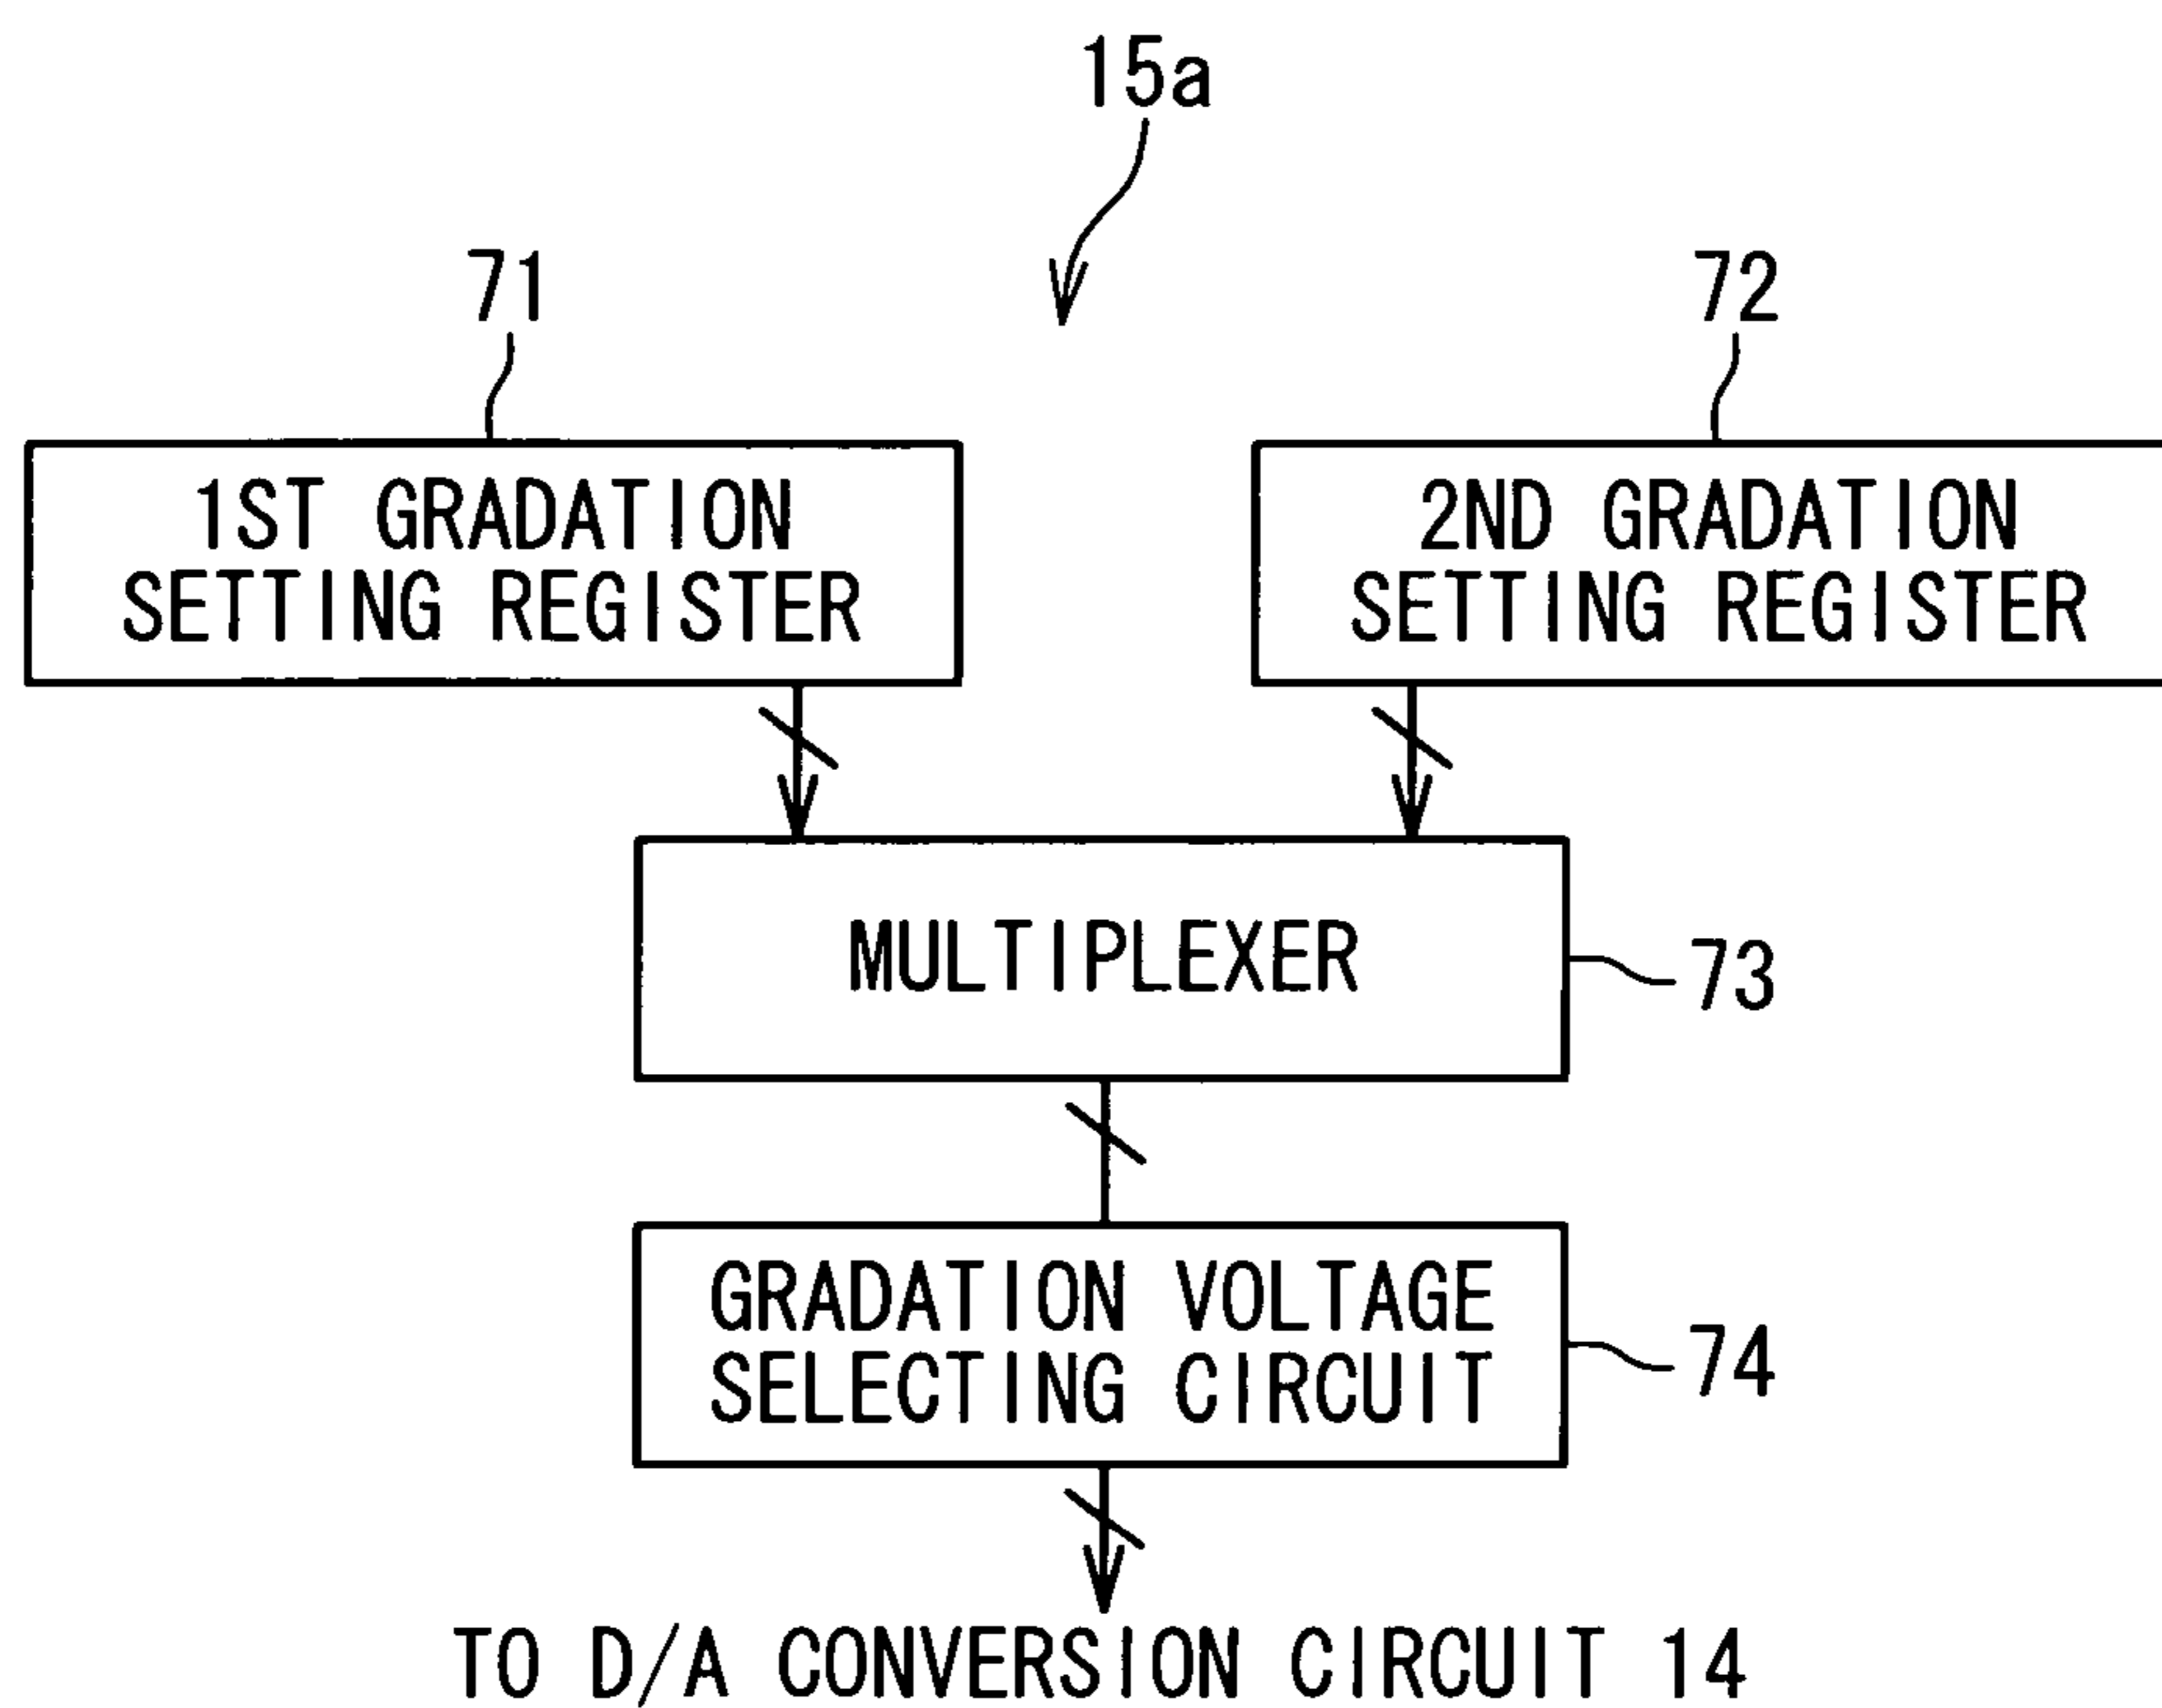 15a
71
72
1ST GRADATION
SETTING REGISTER
2ND GRADATION
SETTING REGISTER
MULTIPLEXER
73
GRADATION VOLTAGE
SELECTING CIRCUIT
74
TO D/A CONVERSION CIRCUIT 14